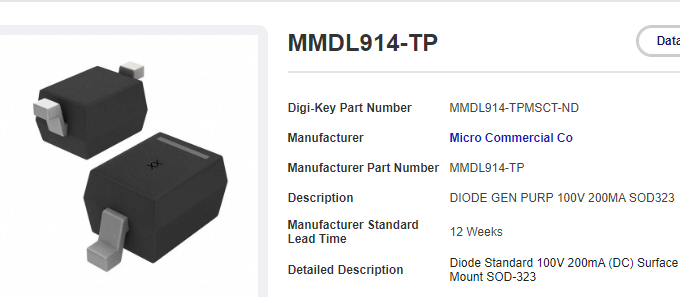 MMDL914-TP
Data
Digi-Key Part Number MMDL914-TPMSCT-ND
Manufacturer Micro Commercial Co
Manufacturer Part Number MMDL914-TP
Description DIODE GEN PURP 100V 200MA SOD323
Manufacturer Standard
Lead Time 12 Weeks
Detailed Description Diode Standard 100V 200mA (DC) Surface
Mount SOD-323
XX